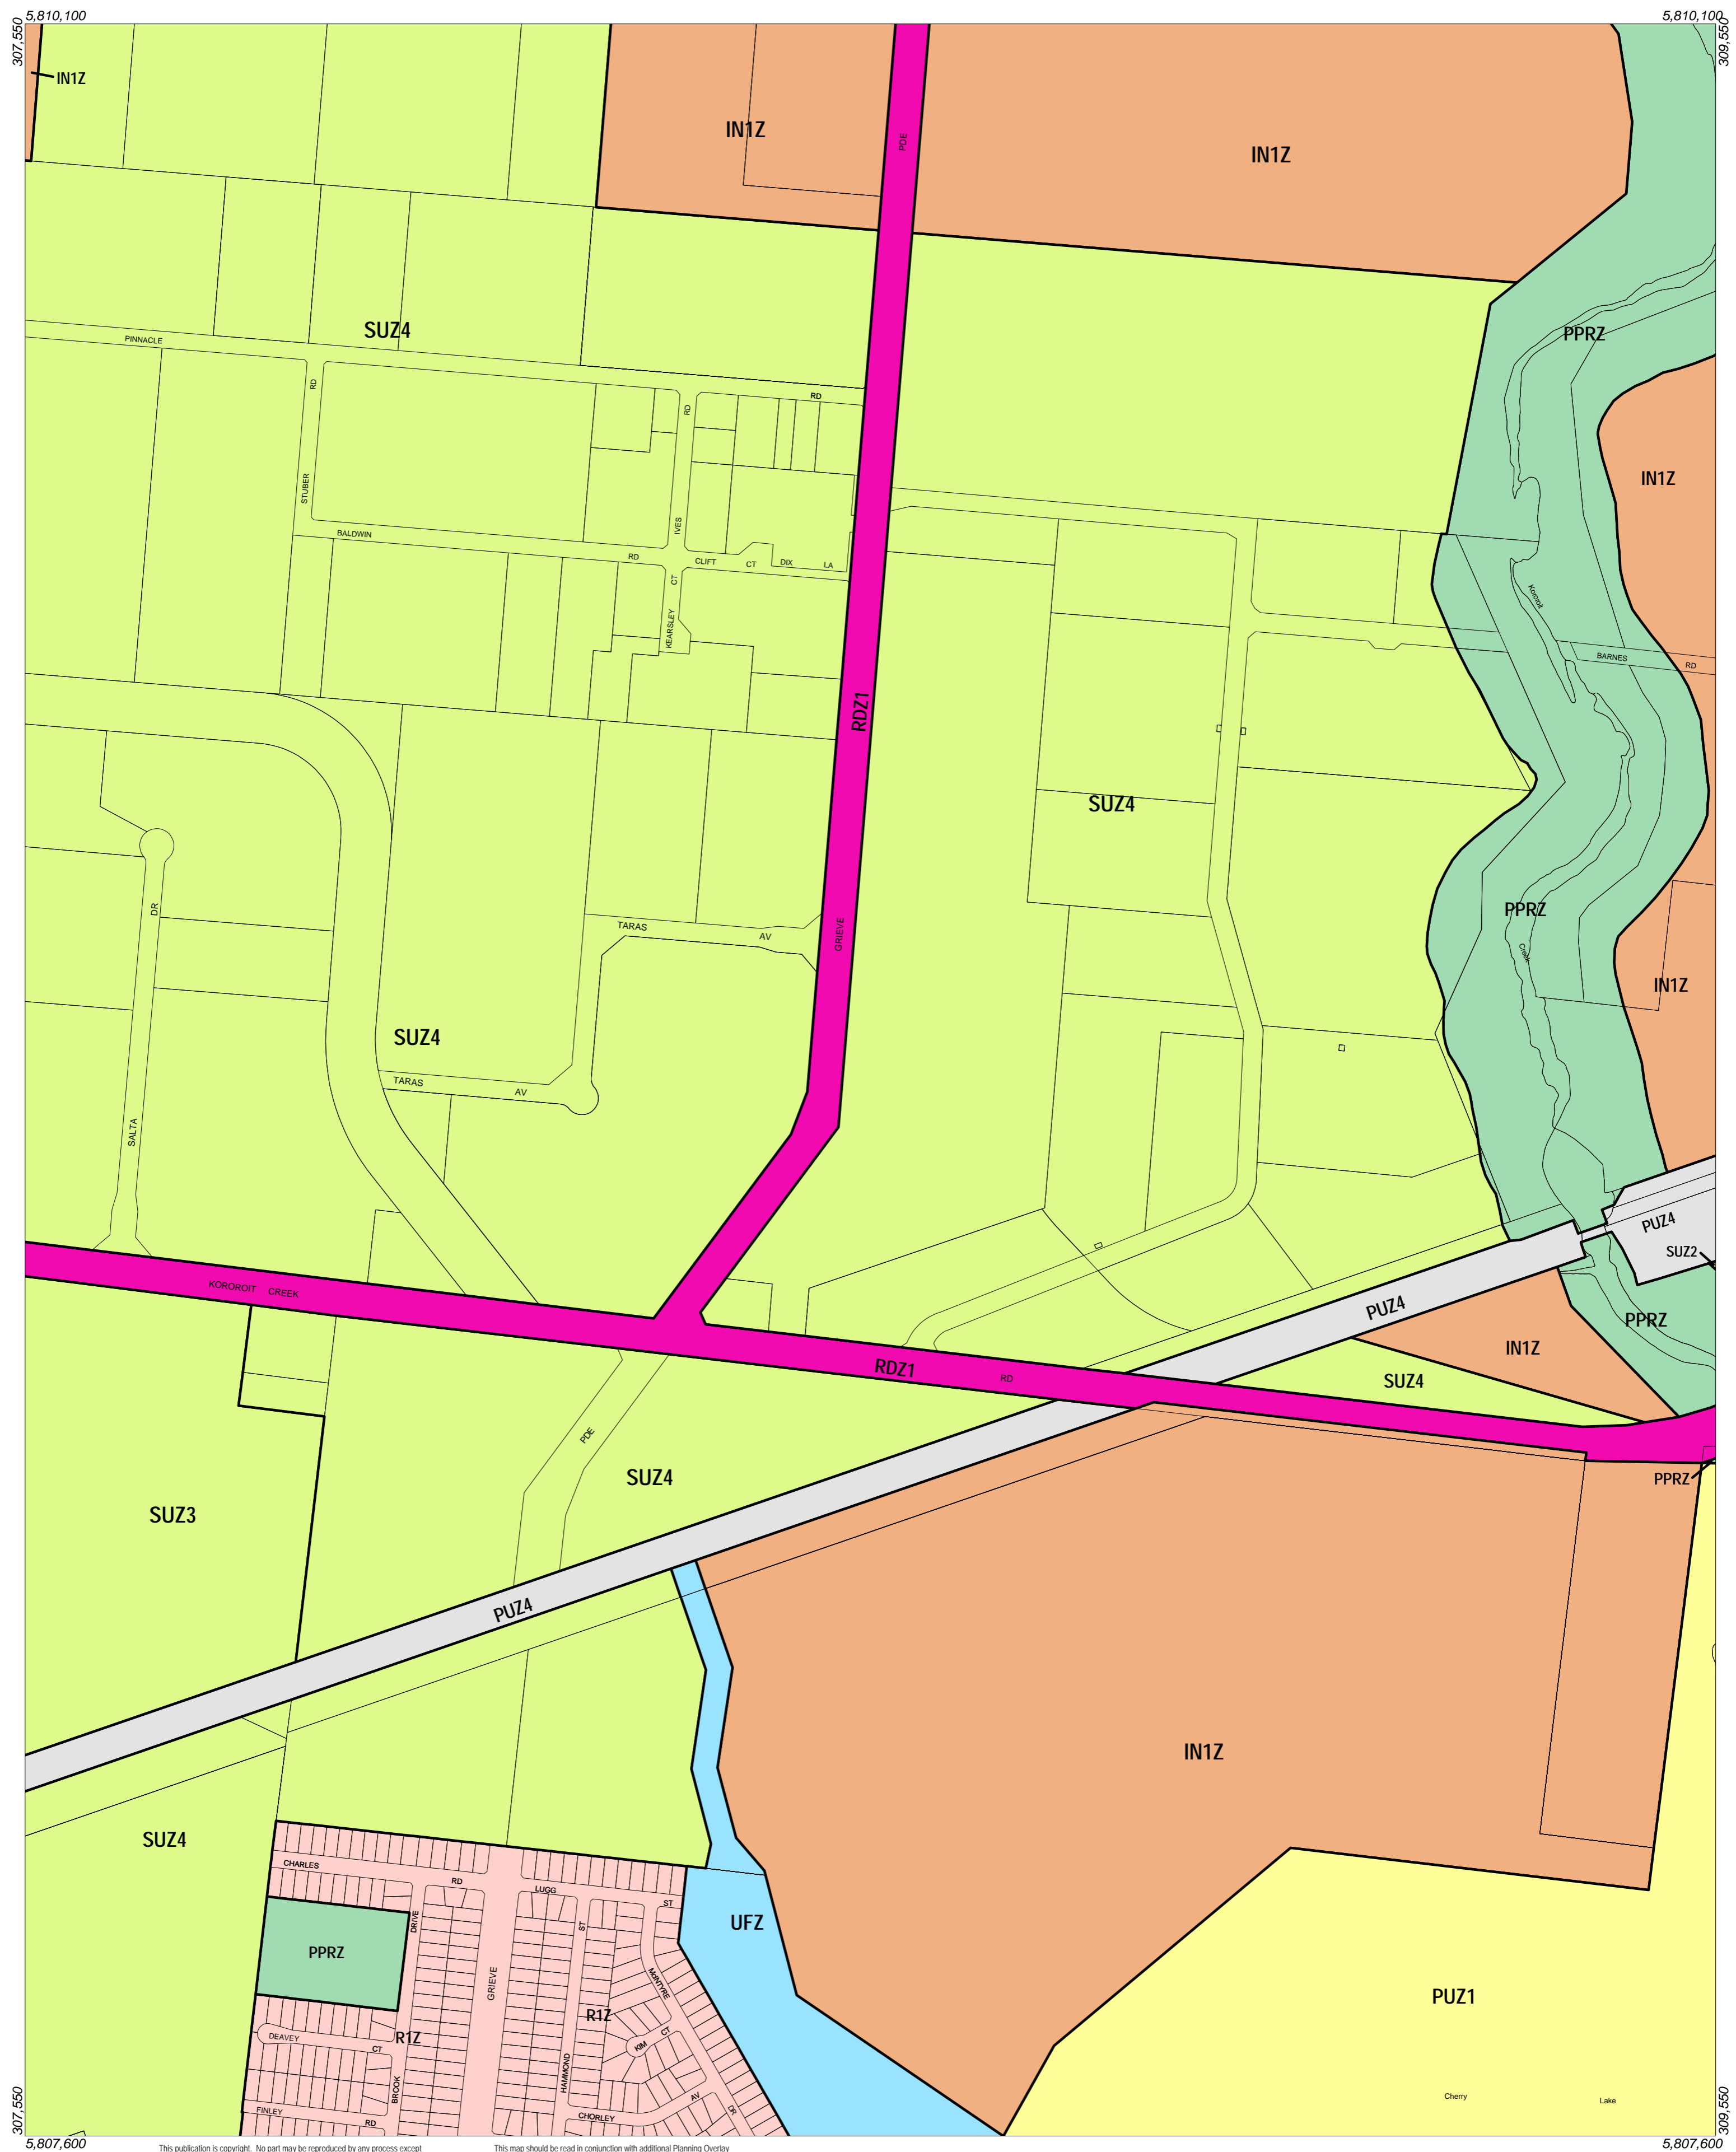 5,810,100
5,810,100
307,550
309,550
IN1Z
IN1Z
PDE
IN1Z
SUZ4
PPRZ
PINNACLE
RD
RD
RD
IN1Z
STUBER
IVES
BALDWIN
RD
CLIFT
CT
DIX
LA
CT
KEARSLEY
Kororoit
BARNES
RD
RDZ1
SUZ4
DR
TARAS
AV
GRIEVE
PPRZ
Creek
IN1Z
SUZ4
TARAS
AV
SALTA
PUZ4
SUZ2
KOROROIT
CREEK
PUZ4
PPRZ
IN1Z
RDZ1
RD
SUZ4
PDE
SUZ4
PPRZ
SUZ3
PUZ4
IN1Z
SUZ4
CHARLES
RD
LUGG
ST
DRIVE
ST
UFZ
PPRZ
GRIEVE
McINTYRE
PUZ1
R1Z
R1Z
DEAVEY
CT
KIM
CT
HAMMOND
BROOK
AV
Cherry
Lake
FINLEY
RD
CHORLEY
DR
307,550
309,550
5,807,600
5,807,600
This publication is copyright. No part may be reproduced by any process except
This map should be read in conjunction with additional Planning Overlay